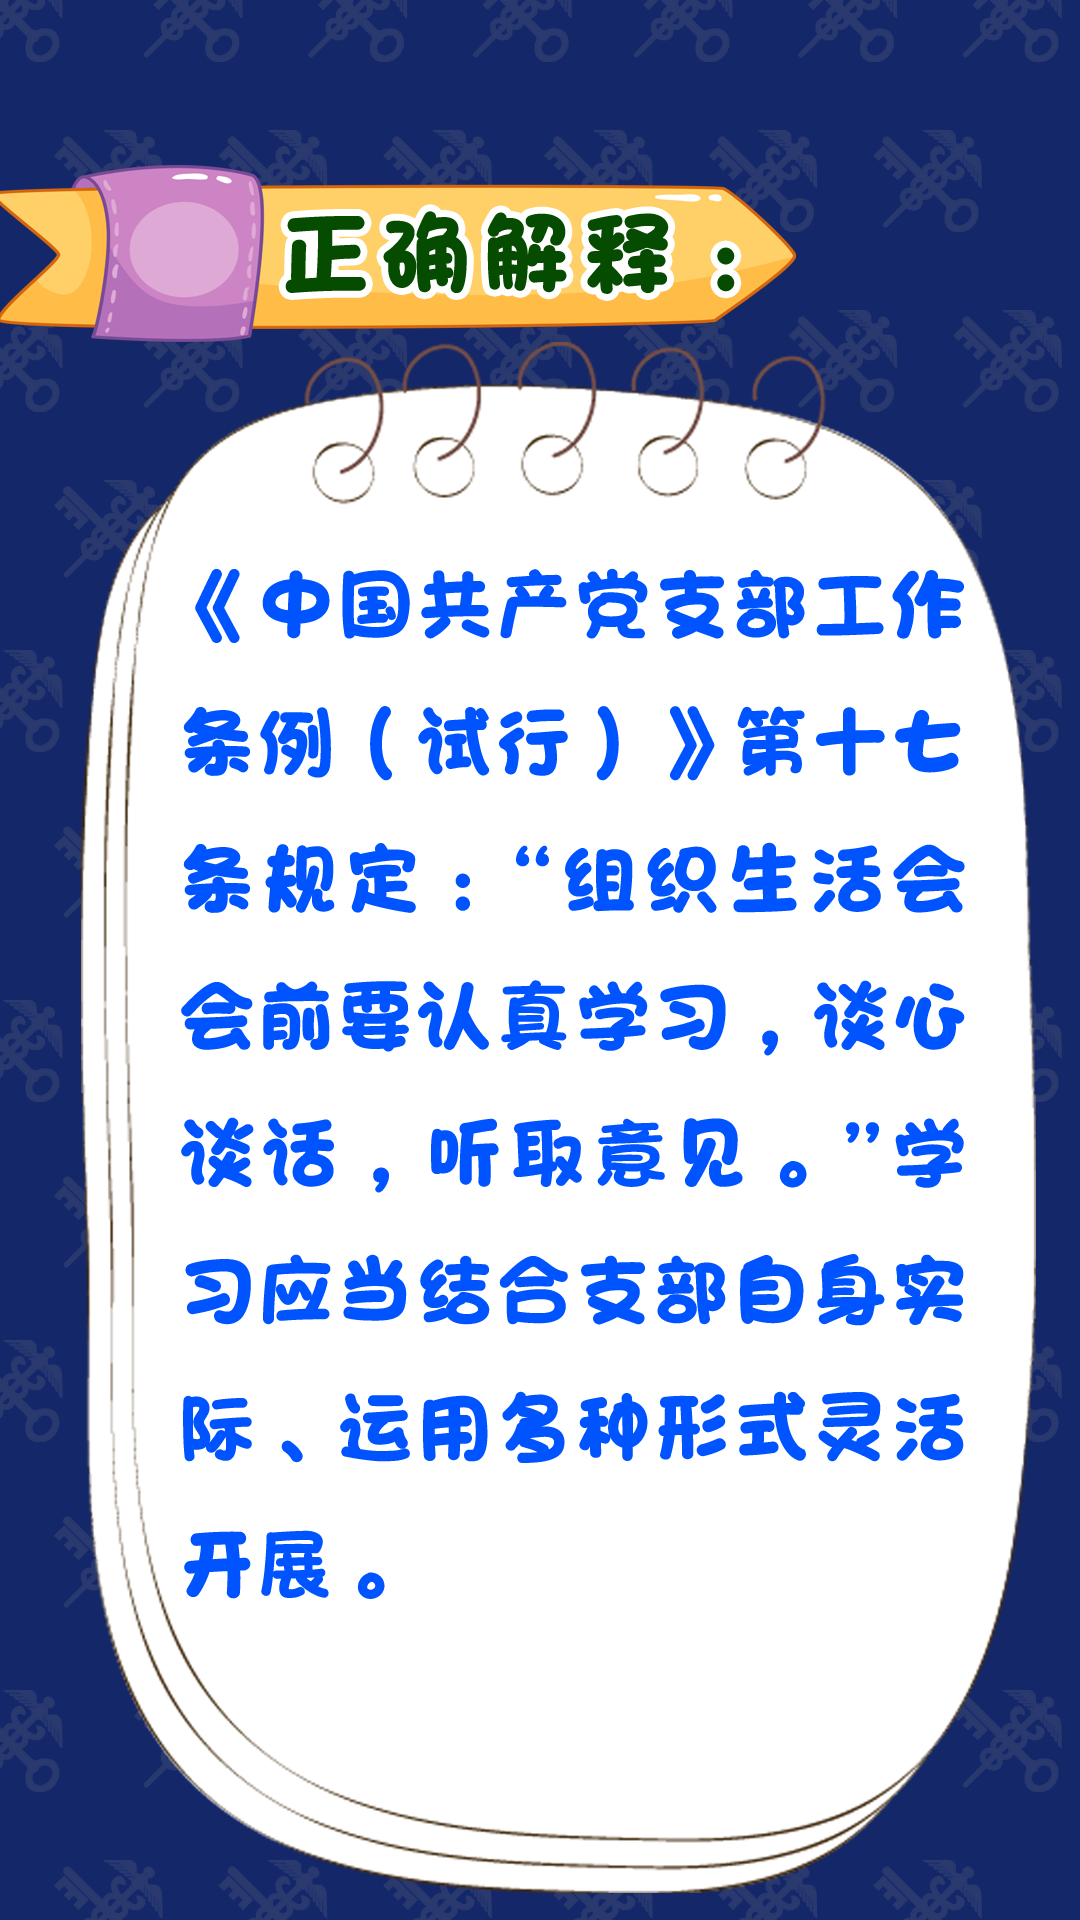 正确解释：
《中国共产党支部工作
条例（试行）》第十七
条规定：“组织生活会
会前要认真学习，谈心
谈话，听取意见。”学
习应当结合支部自身实
际、运用多种形式灵活
开展。